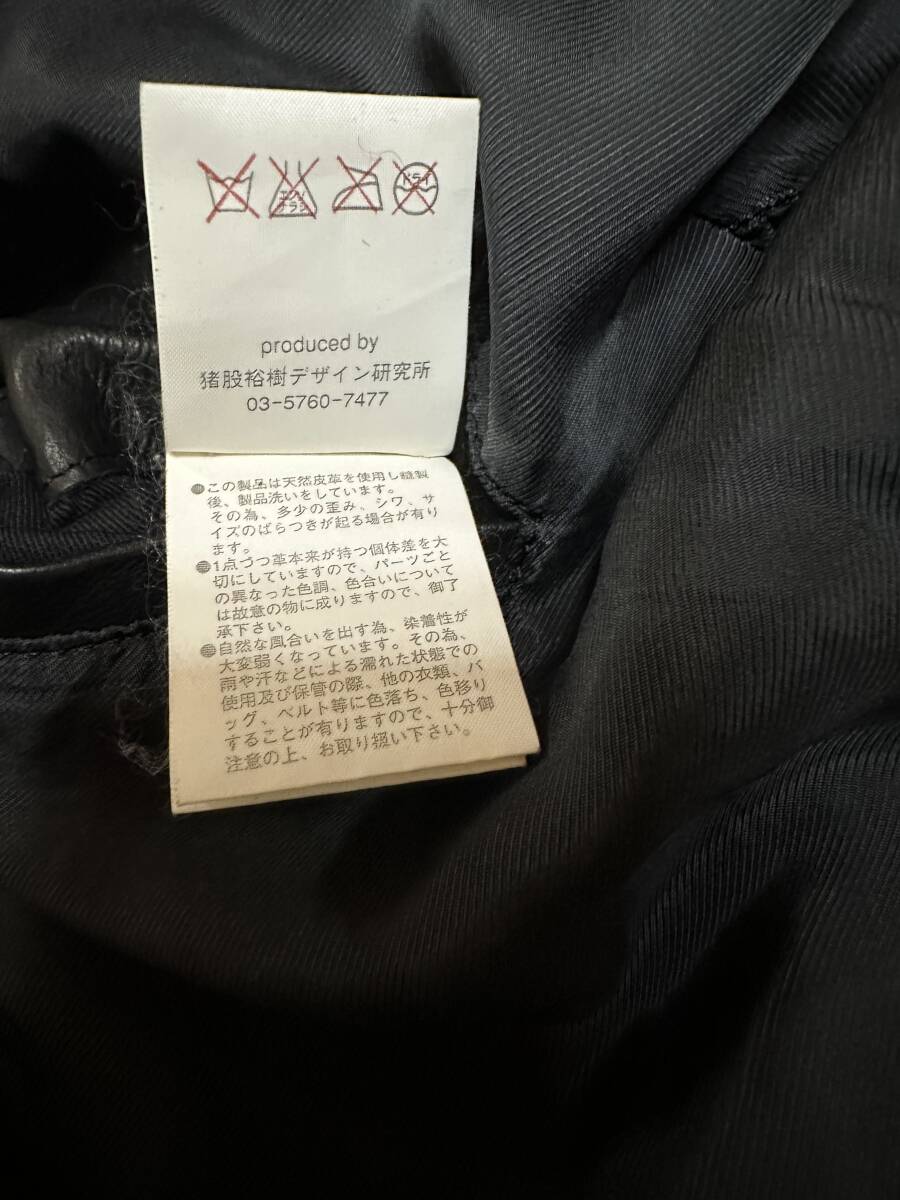 エンソ
チラシ
ドライ
produced by
猪股裕樹デザイン研究所
03-5760-7477
●この製品は天然皮革を使用し縫製
後、製品洗いをしています。
その為、多少の歪み、シワ、サ
イズのばらつきが起る場合が有り
ます。
●1点づつ革本来が持つ個体差を大
切にしていますので、パーツごと
の異なった色調、色合いについて
は故意の物に成りますので、御了
承下さい。
●自然な風合いを出す為、染着性が
大変弱くなっています。その為、
雨や汗などによる濡れた状態での
使用及び保管の際、他の衣類、バ
ッグ、ベルト等に色落ち、色移り
することが有りますので、十分御
注意の上、お取り扱い下さい。